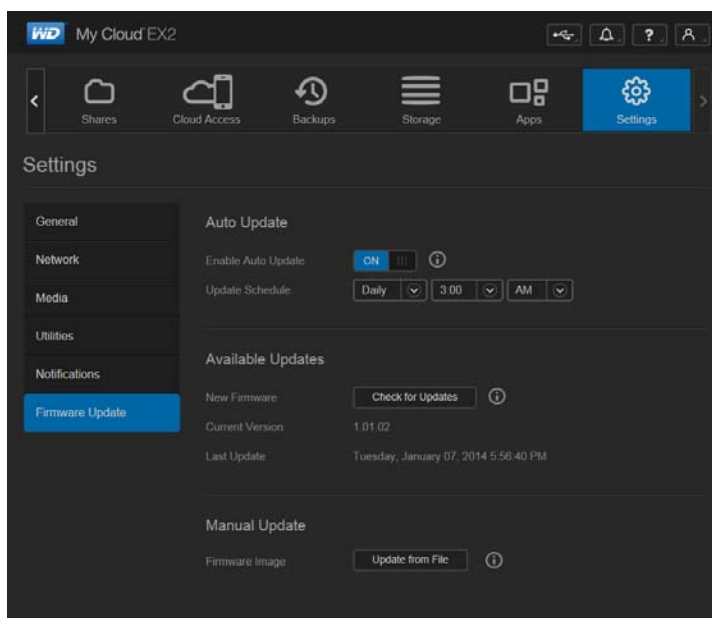 WD My Cloud EX2
Shares Cloud Access Backups Storage Apps Settings
Settings
General
Network
Media
Utilities
Notifications
Firmware Update
Auto Update
Enable Auto Update ON
Update Schedule Daily 3:00 AM
Available Updates
New Firmware Check for Updates
Current Version 1.01.02
Last Update Tuesday, January 07, 2014 5:56:40 PM
Manual Update
Firmware Image Update from File